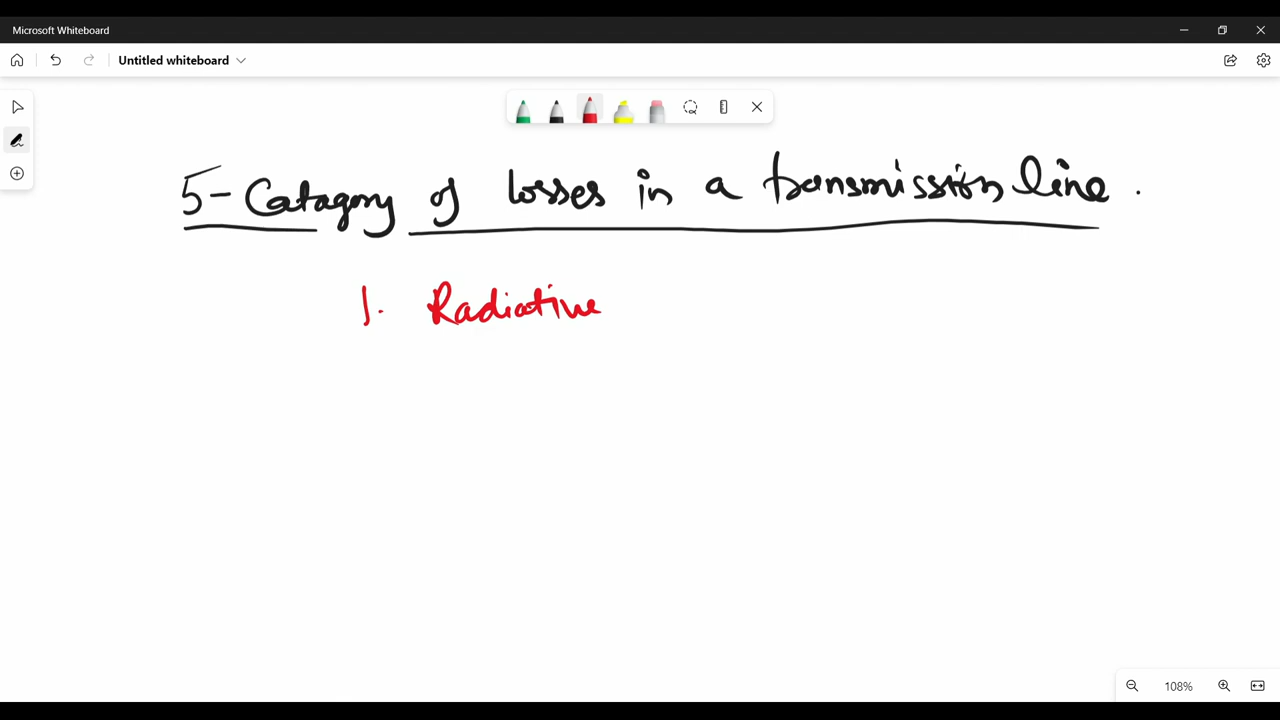 Microsoft Whiteboard
Untitled whiteboard
5- Catagory of losses in a transmission line .
1. Radiative
108%